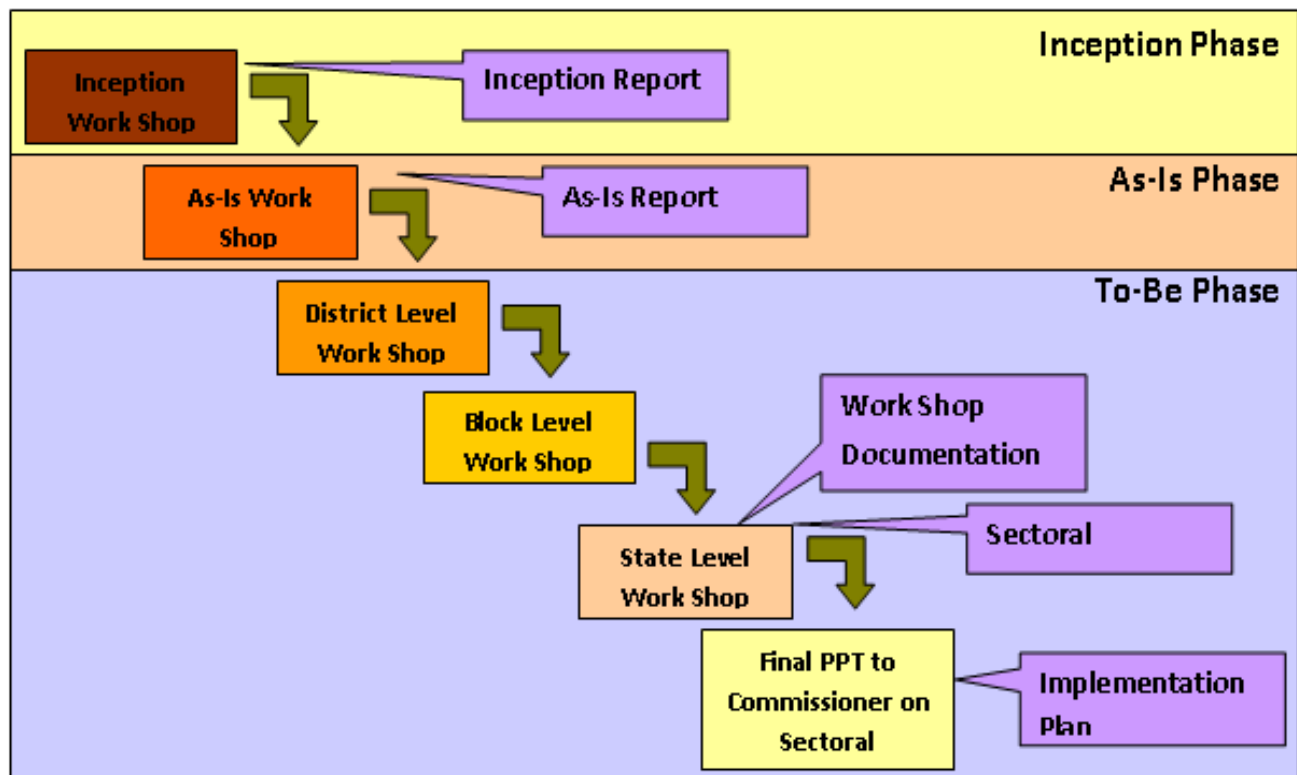 Inception Phase
Inception
Work Shop
Inception Report
As-Is Phase
As-Is Work
Shop
As-Is Report
To-Be Phase
District Level
Work Shop
Block Level
Work Shop
Work Shop
Documentation
State Level
Work Shop
Sectoral
Final PPT to
Commissioner on
Sectoral
Implementation
Plan